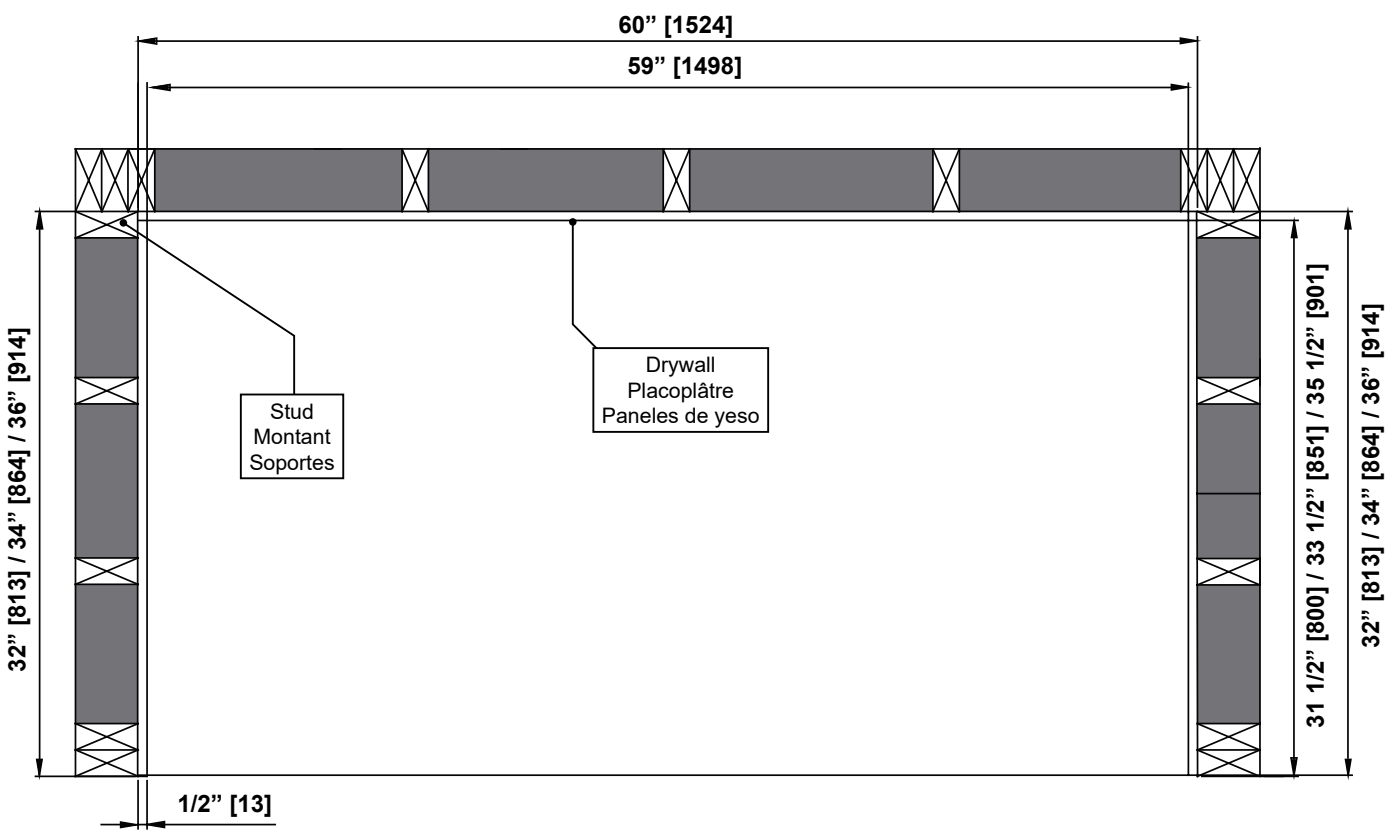 60” [1524]
59” [1498]
32” [813] / 34” [864] / 36” [914]
Stud
Montant
Soportes
Drywall
Placoplâtre
Paneles de yeso
31 1/2” [800] / 33 1/2” [851] / 35 1/2” [901]
32” [813] / 34” [864] / 36” [914]
1/2” [13]